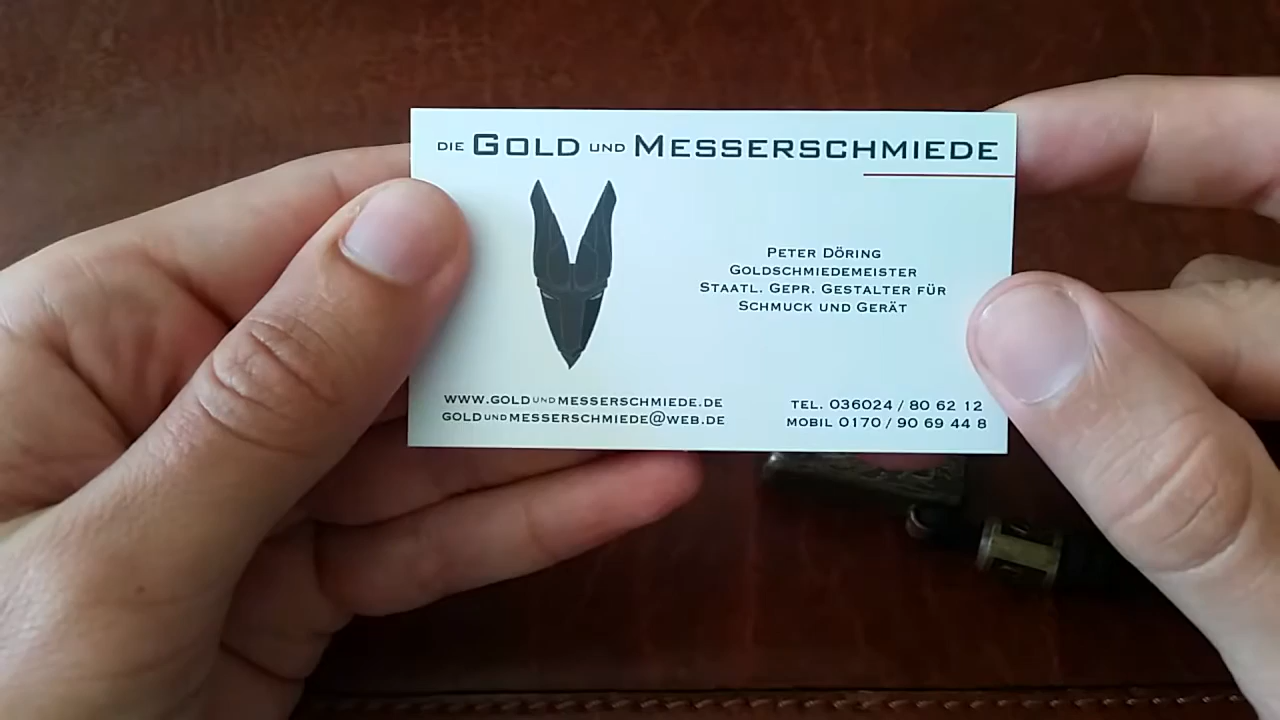 DIE GOLD UND MESSERSCHMIEDE
PETER DÖRING
GOLDSCHMIEDEMEISTER
STAATL. GEPR. GESTALTER FÜR
SCHMUCK UND GERÄT
WWW.GOLDUNDMESSERSCHMIEDE.DE
GOLDUNDMESSERSCHMIEDE@WEB.DE
TEL. 036024 / 80 62 12
MOBIL 0170 / 90 69 44 8